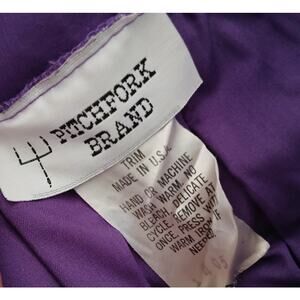 PITCHFORK
BRAND
TRIM
MADE IN U.S.A.
HAND OR MACHINE
WASH WARM NO
BLEACH DELICATE
CYCLE REMOVE AT
ONCE, PRESS WITH
WARM IRON IF
NEEDED